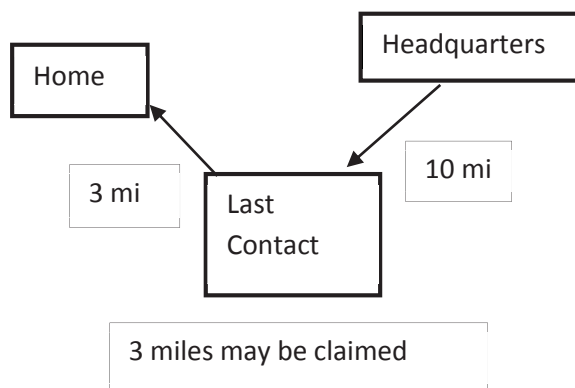 Headquarters
Home
10 mi
3 mi
Last
Contact
3 miles may be claimed